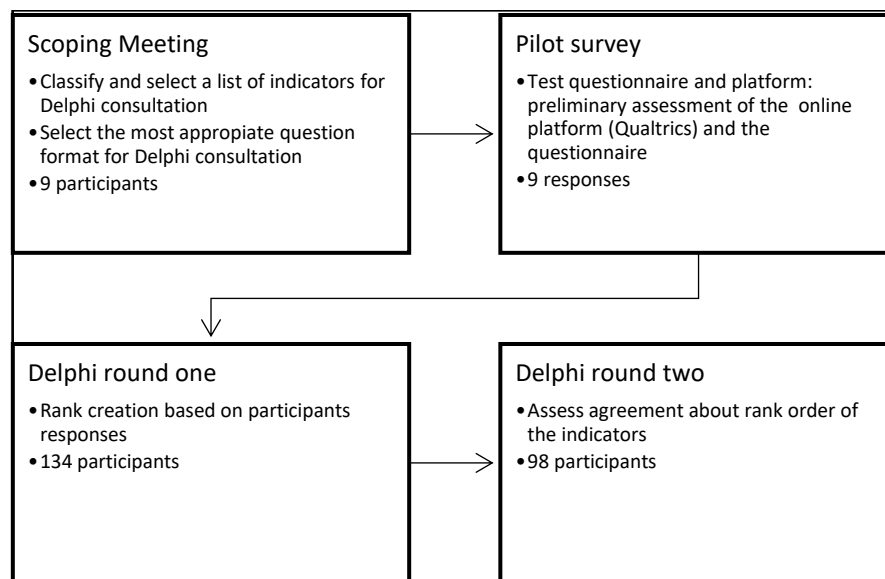 Scoping Meeting
•Classify and select a list of indicators for
Delphi consultation
•Select the most appropiate question
format for Delphi consultation
•9 participants
Pilot survey
•Test questionnaire and platform:
preliminary assessment of the online
platform (Qualtrics) and the
questionnaire
•9 responses
Delphi round one
•Rank creation based on participants
responses
•134 participants
Delphi round two
•Assess agreement about rank order of
the indicators
•98 participants